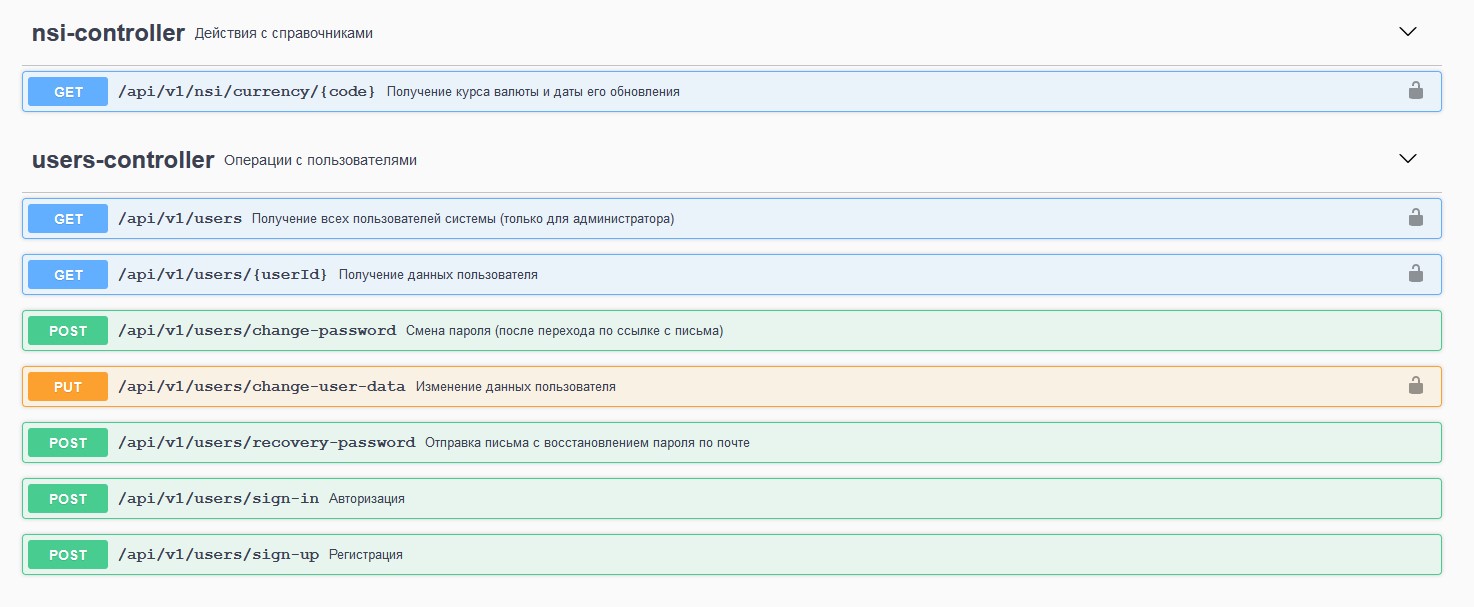 nsi-controller Действия с справочниками
GET /api/v1/nsi/currency/{code} Получение курса валюты и даты его обновления
users-controller Операции с пользователями
GET /api/v1/users Получение всех пользователей системы (только для администратора)
GET /api/v1/users/{userId} Получение данных пользователя
POST /api/v1/users/change-password Смена пароля (после перехода по ссылке с письма)
PUT /api/v1/users/change-user-data Изменение данных пользователя
POST /api/v1/users/recovery-password Отправка письма с восстановлением пароля по почте
POST /api/v1/users/sign-in Авторизация
POST /api/v1/users/sign-up Регистрация